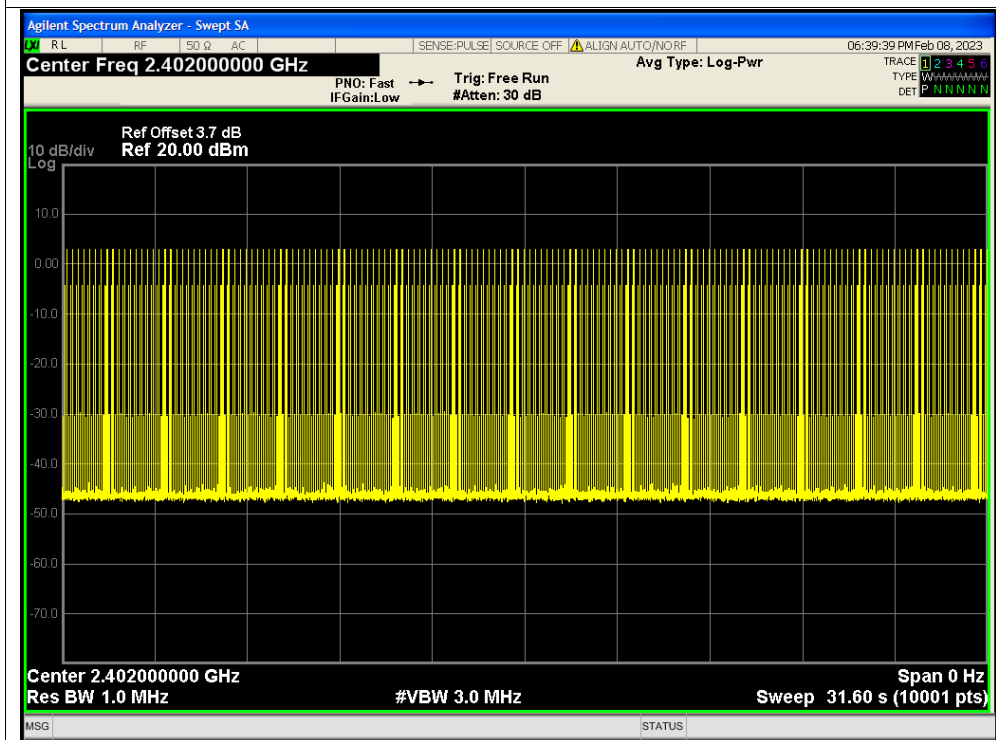 Agilent Spectrum Analyzer - Swept SA
LXI RL RF 50 Ω AC SENSE:PULSE SOURCE OFF ALIGN AUTO/NO RF 06:39:39 PM Feb 08, 2023
Center Freq 2.402000000 GHz Avg Type: Log-Pwr TRACE 1 2 3 4 5 6
PNO: Fast Trig: Free Run TYPE WWWWWW
IFGain:Low #Atten: 30 dB DET P N N N N N
Ref Offset 3.7 dB
10 dB/div Ref 20.00 dBm
Log
10.0
0.00
-10.0
-20.0
-30.0
-40.0
-50.0
-60.0
-70.0
Center 2.402000000 GHz Span 0 Hz
Res BW 1.0 MHz #VBW 3.0 MHz Sweep 31.60 s (10001 pts)
MSG STATUS